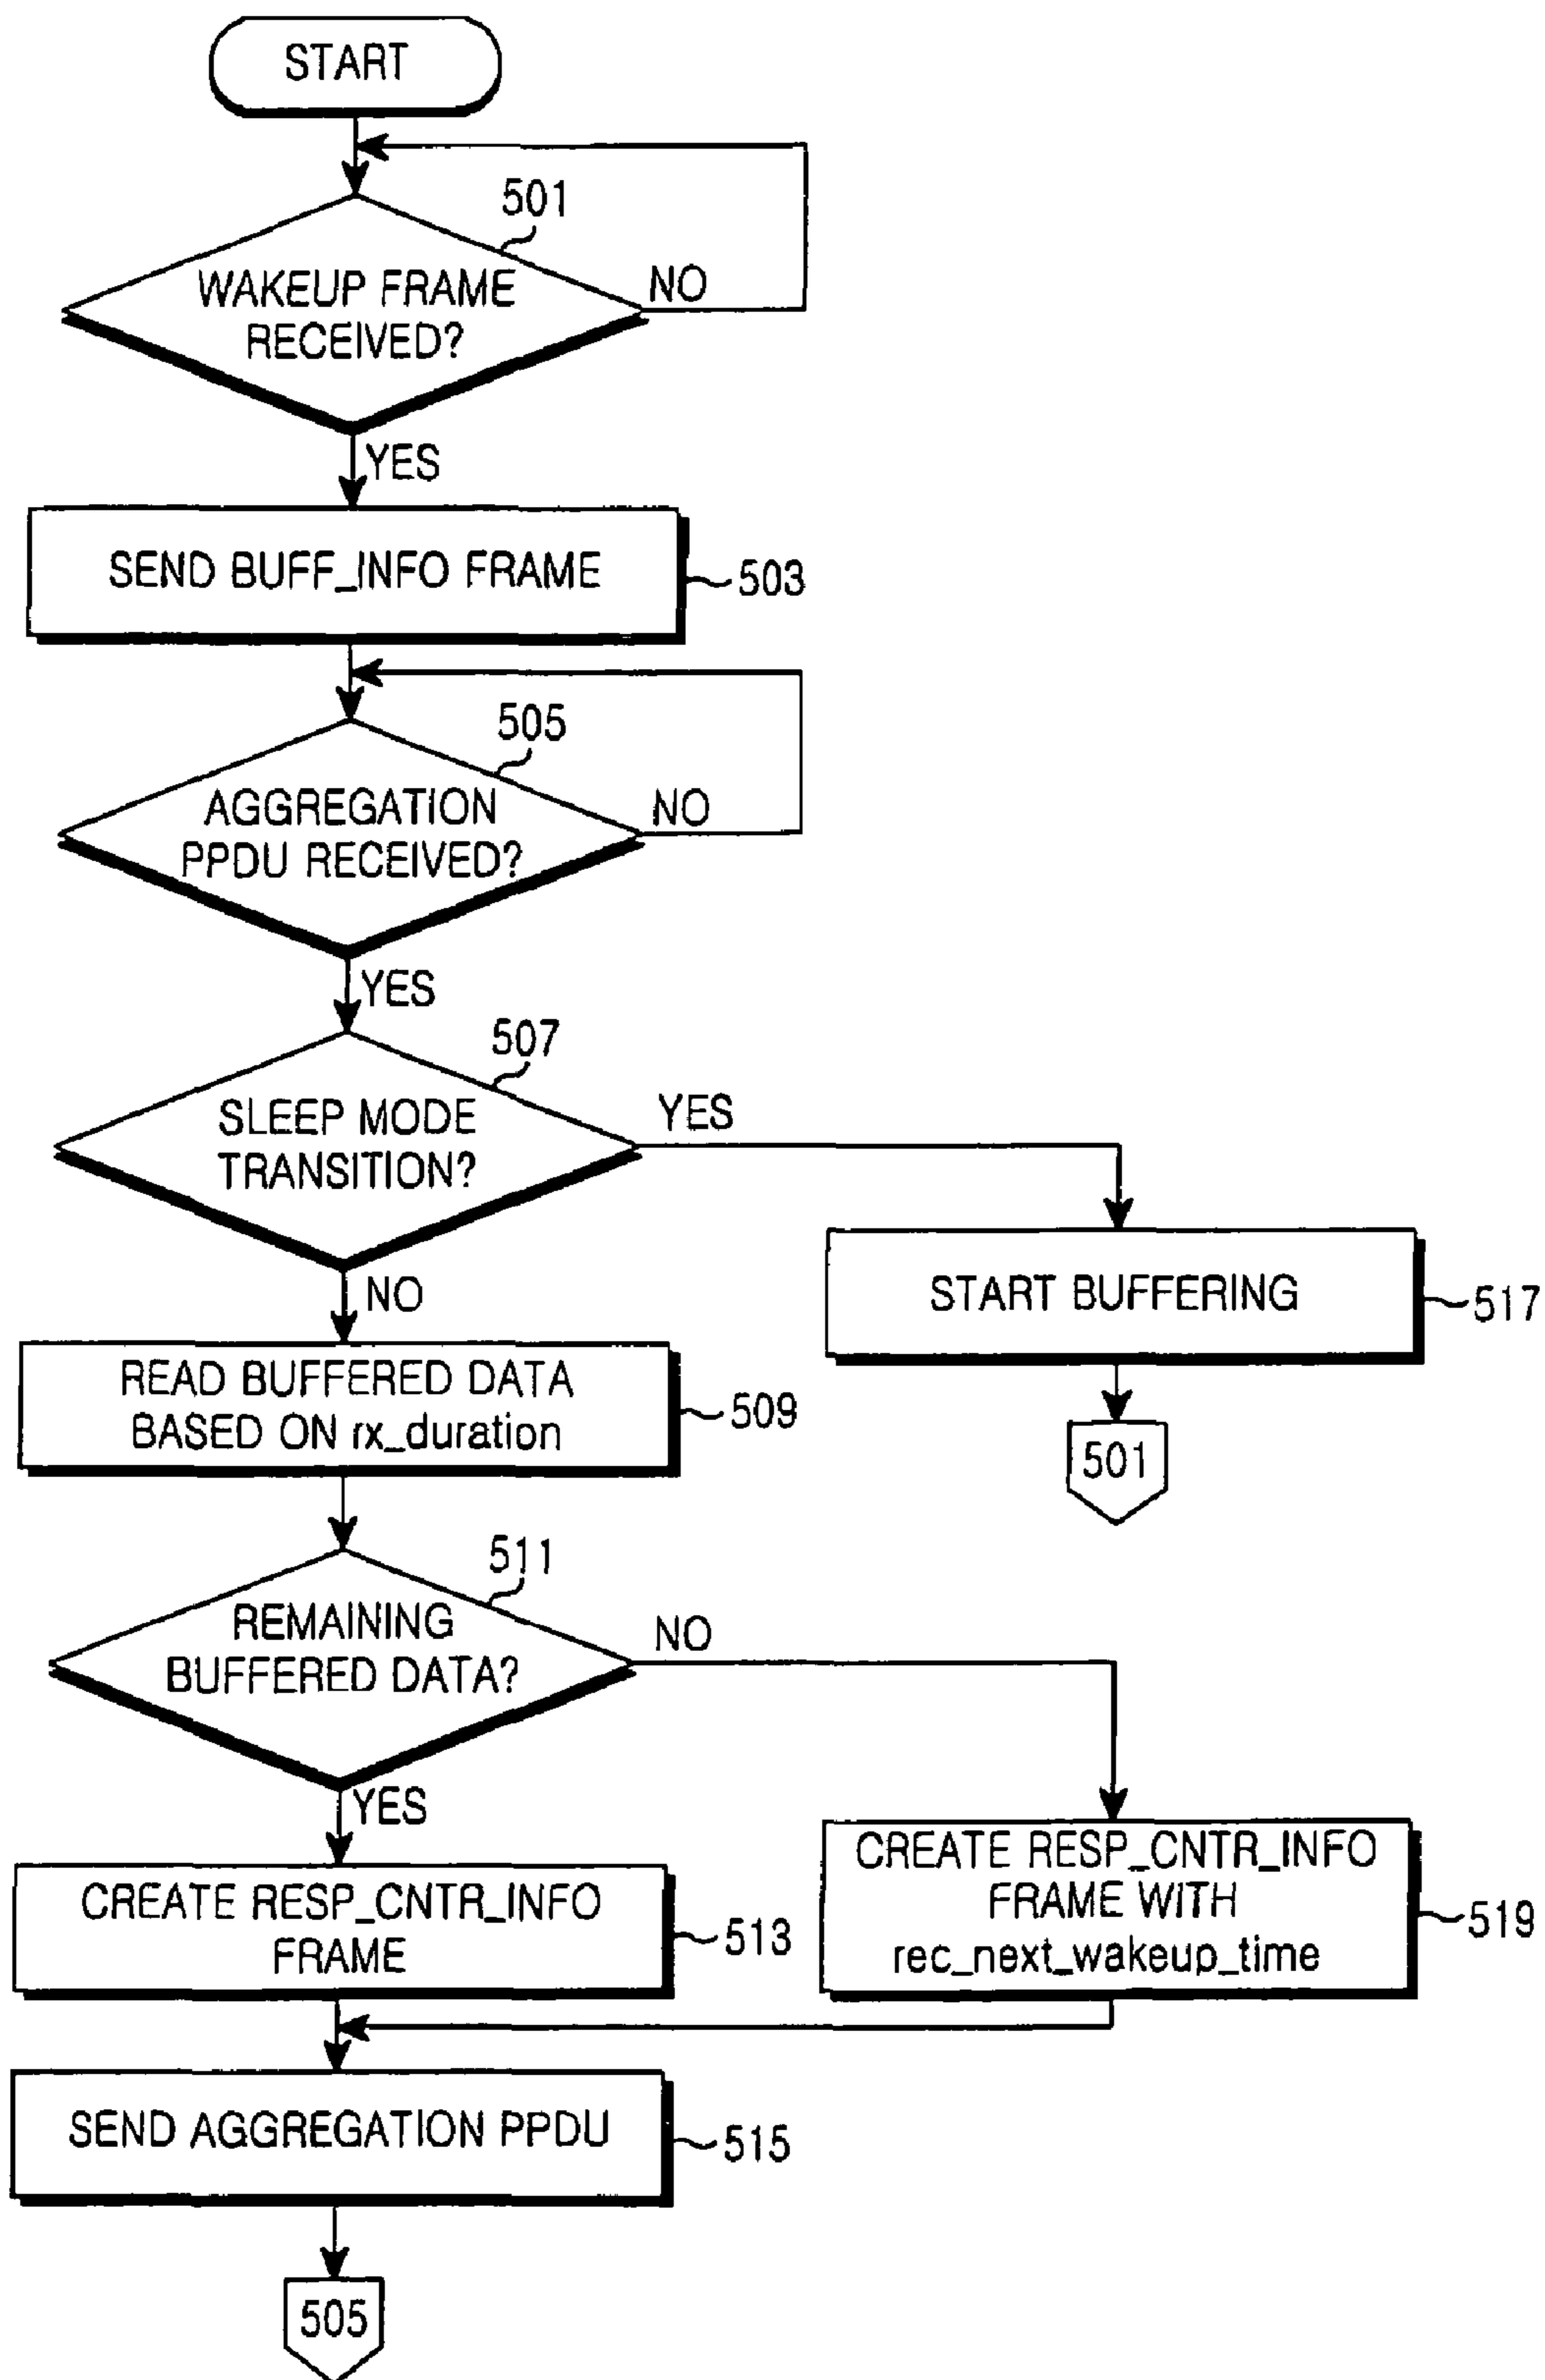 START
501
WAKEUP FRAME
RECEIVED?
NO
YES
SEND BUFF_INFO FRAME
503
505
AGGREGATION
PPDU RECEIVED?
NO
YES
507
SLEEP MODE
TRANSITION?
YES
NO
START BUFFERING
517
501
READ BUFFERED DATA
BASED ON rx_duration
509
511
REMAINING
BUFFERED DATA?
NO
YES
CREATE RESP_CNTR_INFO
FRAME
513
CREATE RESP_CNTR_INFO
FRAME WITH
rec_next_wakeup_time
519
SEND AGGREGATION PPDU
515
505